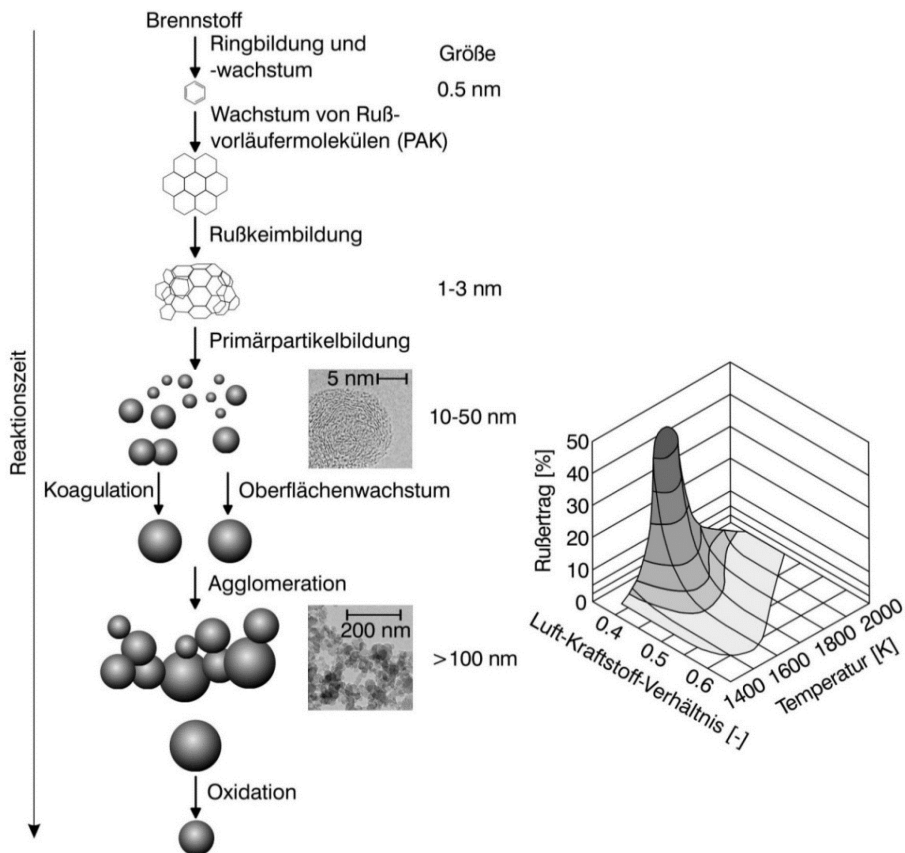 Brennstoff
Ringbildung und
-wachstum
Größe
0.5 nm
Wachstum von Ruß-
vorläufermolekülen (PAK)
Rußkeimbildung
1-3 nm
Primärpartikelbildung
5 nm
10-50 nm
Koagulation
Oberflächenwachstum
Agglomeration
200 nm
>100 nm
Oxidation
Reaktionszeit
Rußertrag [%]
50
40
30
20
10
0
0.4
0.5
0.6
Luft-Kraftstoff-Verhältnis [-]
1400 1600 1800 2000
Temperatur [K]